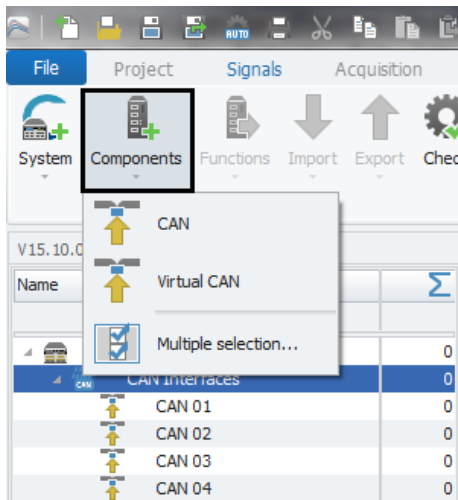 AUTO
File Project Signals Acquisition
System Components Functions Import Export Chec
CAN
V15.10.0
Virtual CAN
Name Σ
Multiple selection...
0
CAN CAN Interfaces 0
CAN 01 0
CAN 02 0
CAN 03 0
CAN 04 0